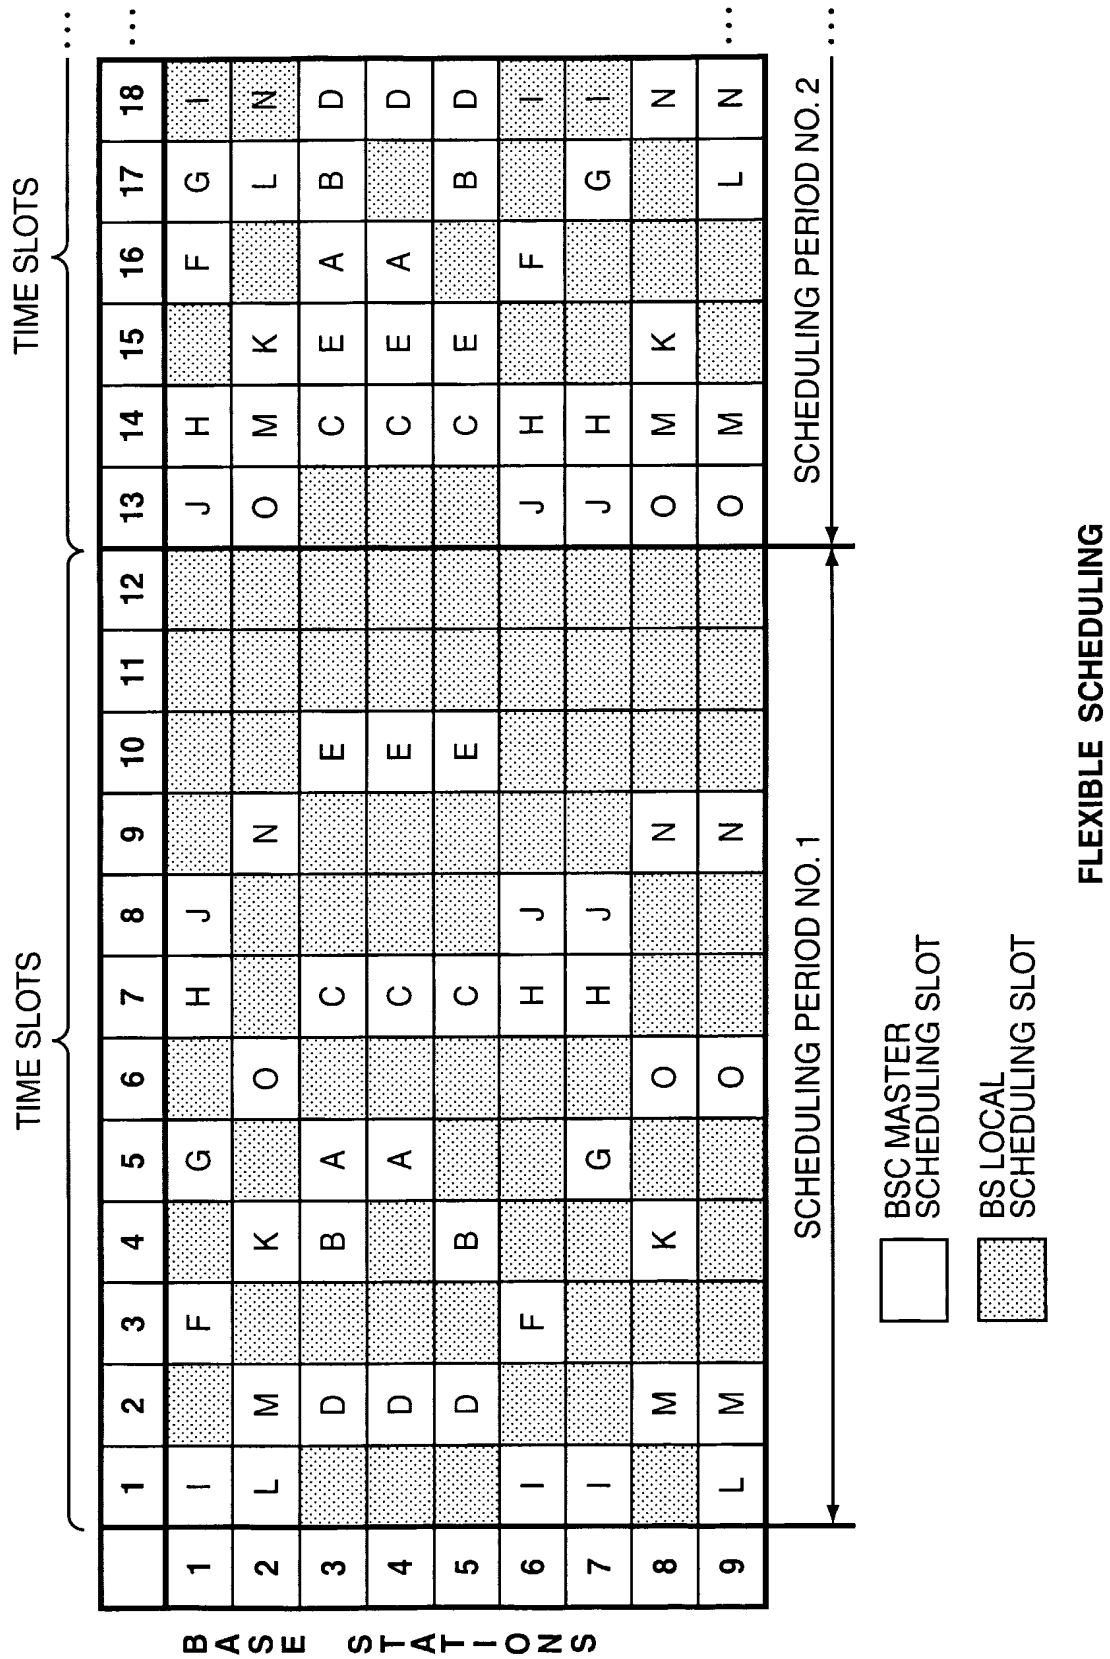 TIME SLOTS TIME SLOTS
1 2 3 4 5 6 7 8 9 10 11 12 13 14 15 16 17 18 ...
BASE STATIONS
1 I F G H J J H F G I
2 L M K O N O M K L N
3 D B A C E C E A B D
4 D A C E C E A D
5 D B C E C E B D
6 I F H J J H F I
7 I G H J J H G I
8 M K O N O M K N
9 L M O N O M L N ...
SCHEDULING PERIOD NO. 1 SCHEDULING PERIOD NO. 2 ...
BSC MASTER
SCHEDULING SLOT
BS LOCAL
SCHEDULING SLOT
FLEXIBLE SCHEDULING